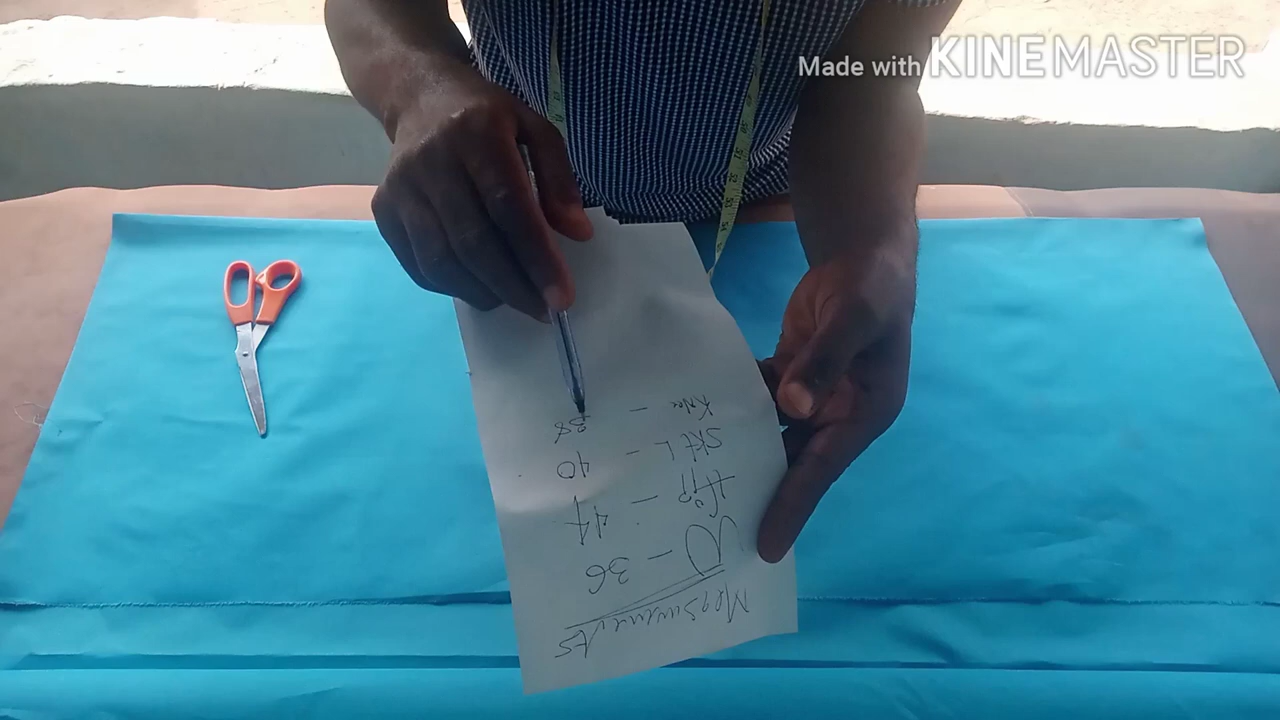 Made with KINEMASTER
Measurements
W - 36
Hip - 44
SKt L - 40
Knee - 38